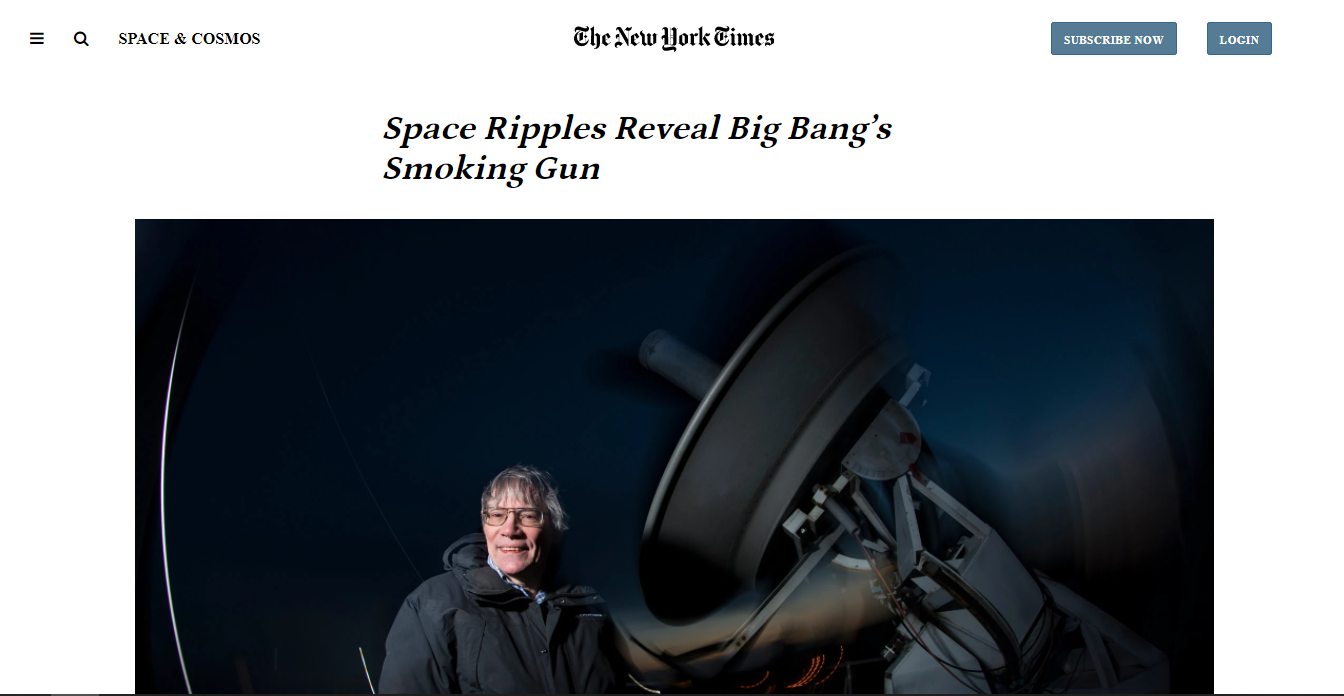 SPACE & COSMOS
The New York Times
SUBSCRIBE NOW
LOGIN
Space Ripples Reveal Big Bang’s
Smoking Gun